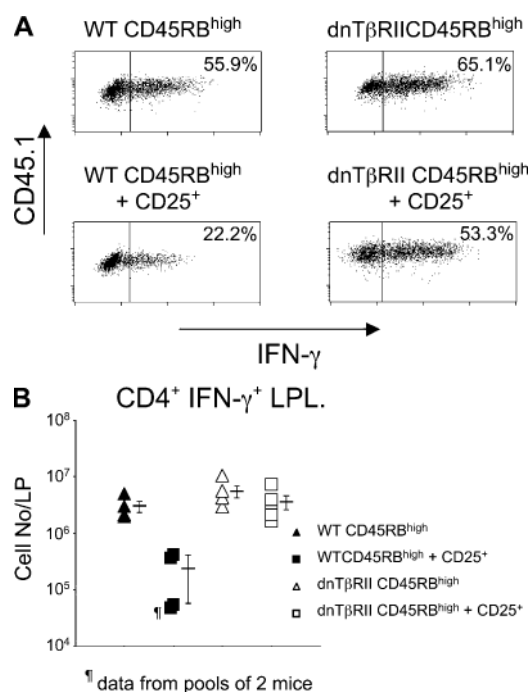 A
WT CD45RBhigh
dnTβRIICD45RBhigh
55.9%
65.1%
WT CD45RBhigh
+ CD25+
dnTβRII CD45RBhigh
+ CD25+
22.2%
53.3%
CD45.1
IFN-γ
B
CD4+ IFN-γ+ LPL.
Cell No/LP
10^8
10^7
10^6
10^5
10^4
¶
WT CD45RBhigh
WTCD45RBhigh + CD25+
dnTβRII CD45RBhigh
dnTβRII CD45RBhigh + CD25+
¶ data from pools of 2 mice